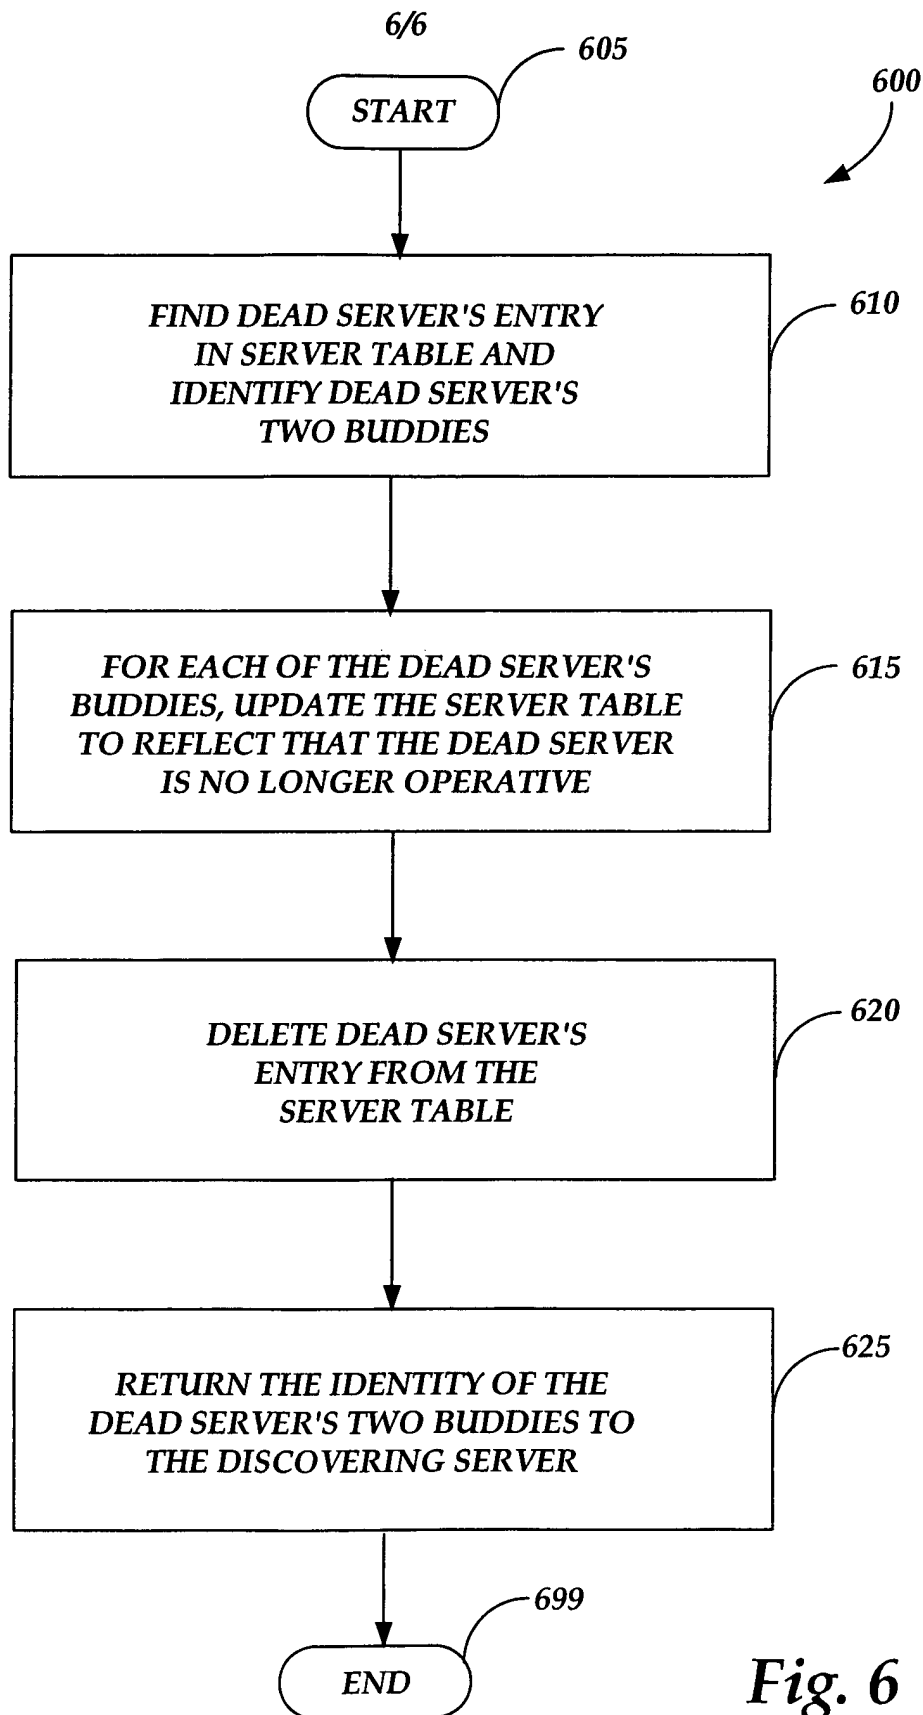 6/6
605
START
600
FIND DEAD SERVER'S ENTRY
IN SERVER TABLE AND
IDENTIFY DEAD SERVER'S
TWO BUDDIES
610
FOR EACH OF THE DEAD SERVER'S
BUDDIES, UPDATE THE SERVER TABLE
TO REFLECT THAT THE DEAD SERVER
IS NO LONGER OPERATIVE
615
DELETE DEAD SERVER'S
ENTRY FROM THE
SERVER TABLE
620
RETURN THE IDENTITY OF THE
DEAD SERVER'S TWO BUDDIES TO
THE DISCOVERING SERVER
625
699
END
Fig. 6